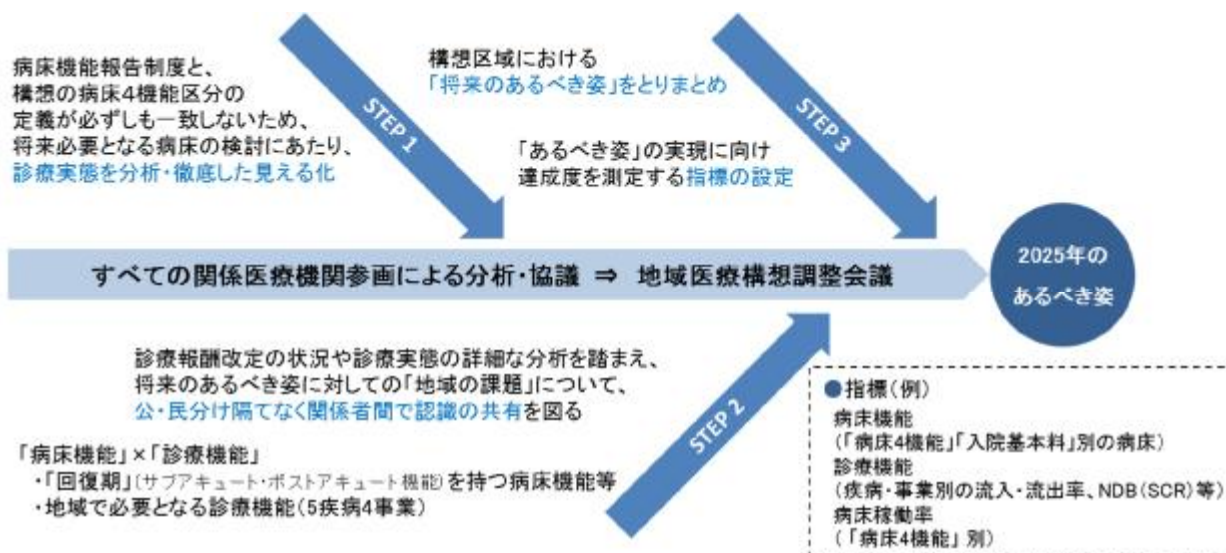 病床機能報告制度と、
構想の病床4機能区分の
定義が必ずしも一致しないため、
将来必要となる病床の検討にあたり、
診療実態を分析・徹底した見える化
STEP 1
構想区域における
「将来のあるべき姿」をとりまとめ
「あるべき姿」の実現に向け
達成度を測定する指標の設定
STEP 3
すべての関係医療機関参画による分析・協議 ⇒ 地域医療構想調整会議
2025年の
あるべき姿
診療報酬改定の状況や診療実態の詳細な分析を踏まえ、
将来のあるべき姿に対しての「地域の課題」について、
公・民分け隔てなく関係者間で認識の共有を図る
STEP 2
「病床機能」×「診療機能」
・「回復期」(サブアキュート・ポストアキュート機能)を持つ病床機能等
・地域で必要となる診療機能(5疾病4事業)
●指標(例)
病床機能
(「病床4機能」「入院基本料」別の病床)
診療機能
(疾病・事業別の流入・流出率、NDB(SCR)等)
病床稼働率
(「病床4機能」別)